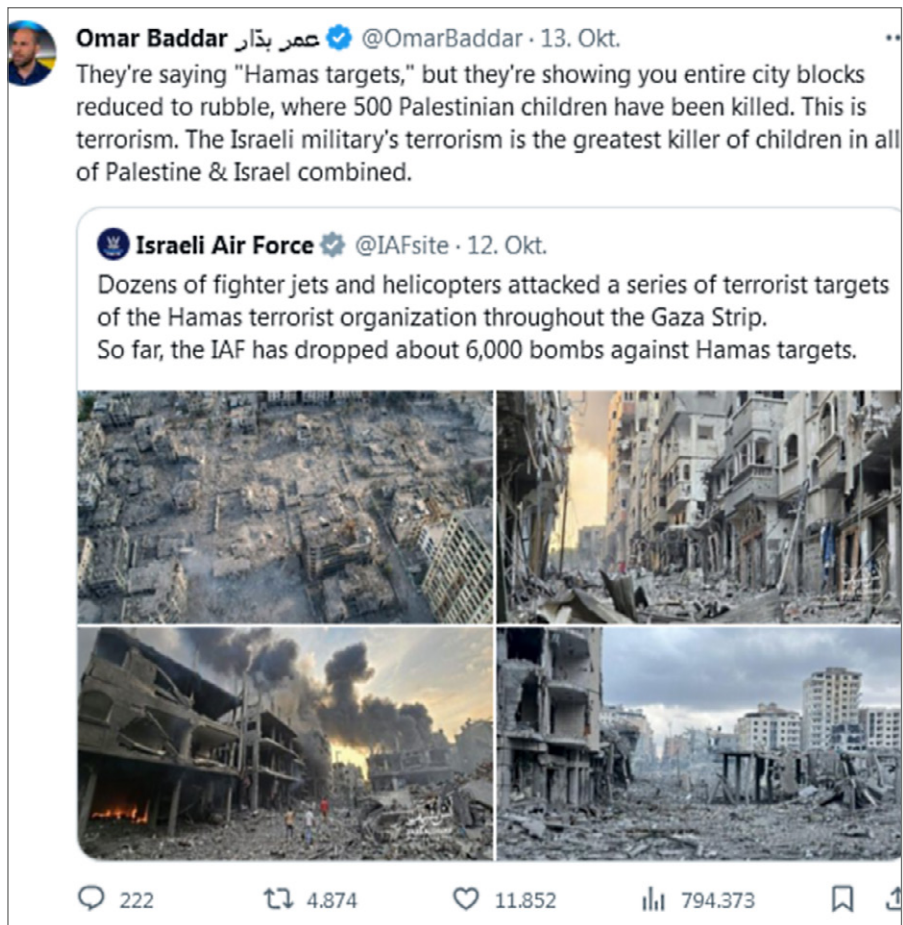 Omar Baddar عمر بدّار @OmarBaddar · 13. Okt.
They're saying "Hamas targets," but they're showing you entire city blocks
reduced to rubble, where 500 Palestinian children have been killed. This is
terrorism. The Israeli military's terrorism is the greatest killer of children in all
of Palestine & Israel combined.
Israeli Air Force @IAFsite · 12. Okt.
Dozens of fighter jets and helicopters attacked a series of terrorist targets
of the Hamas terrorist organization throughout the Gaza Strip.
So far, the IAF has dropped about 6,000 bombs against Hamas targets.
222 4.874 11.852 794.373